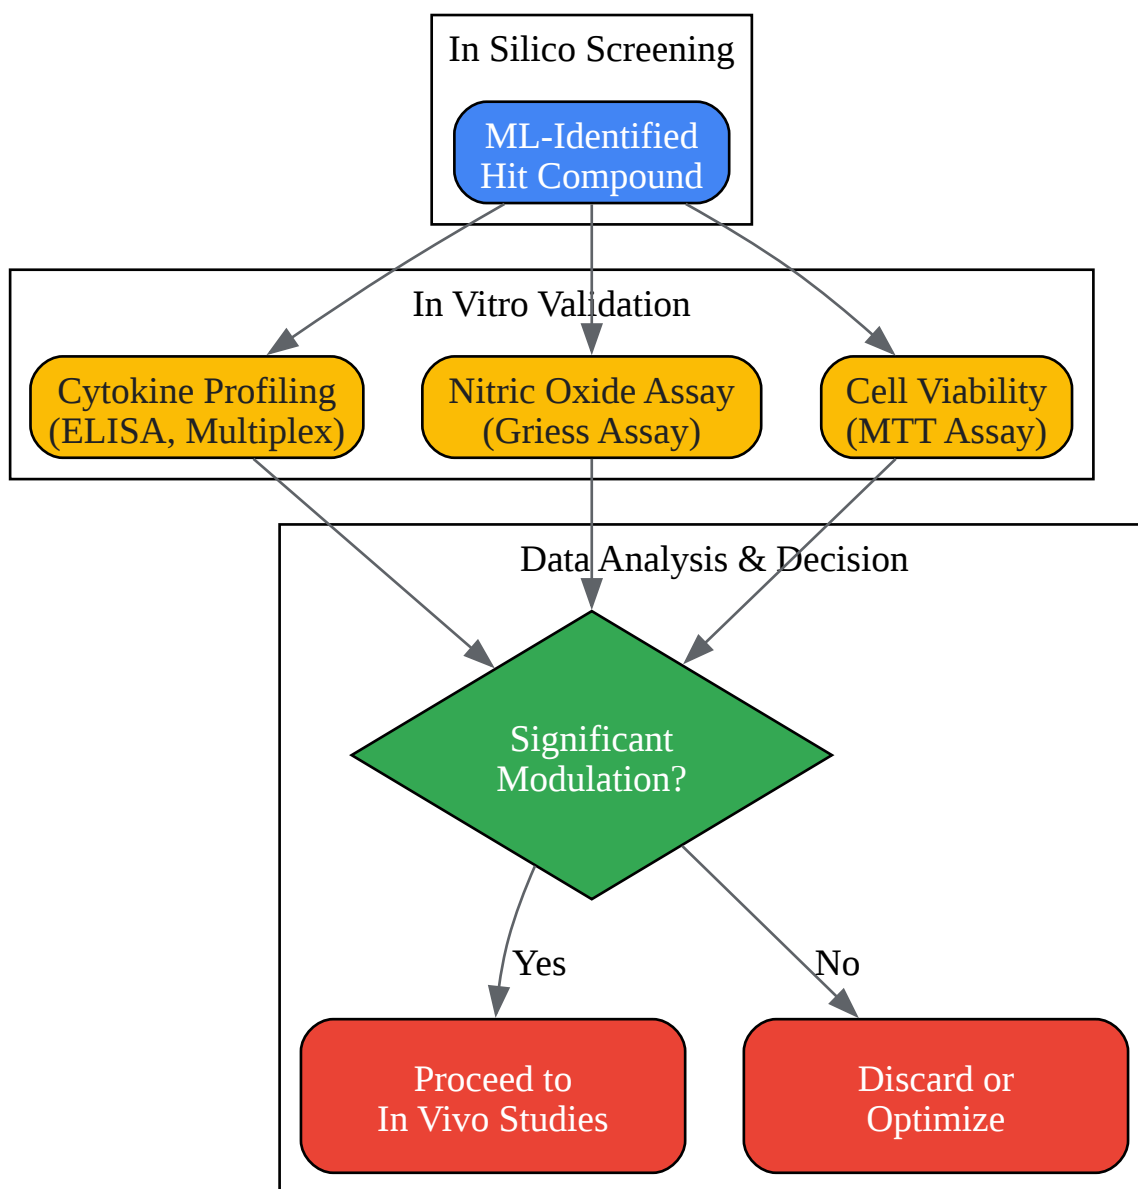 In Silico Screening
ML-Identified
Hit Compound
In Vitro Validation
Cytokine Profiling
(ELISA, Multiplex)
Nitric Oxide Assay
(Griess Assay)
Cell Viability
(MTT Assay)
Data Analysis & Decision
Significant
Modulation?
Yes
No
Proceed to
In Vivo Studies
Discard or
Optimize